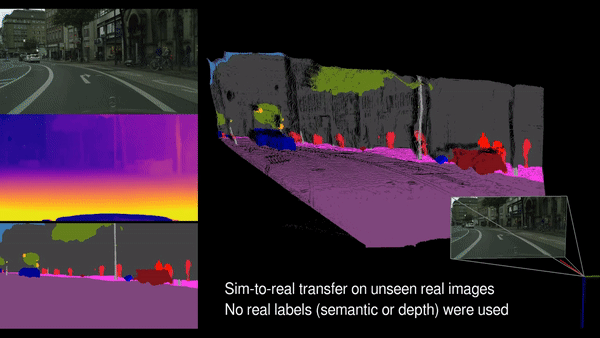 Sim-to-real transfer on unseen real images
No real labels (semantic or depth) were used